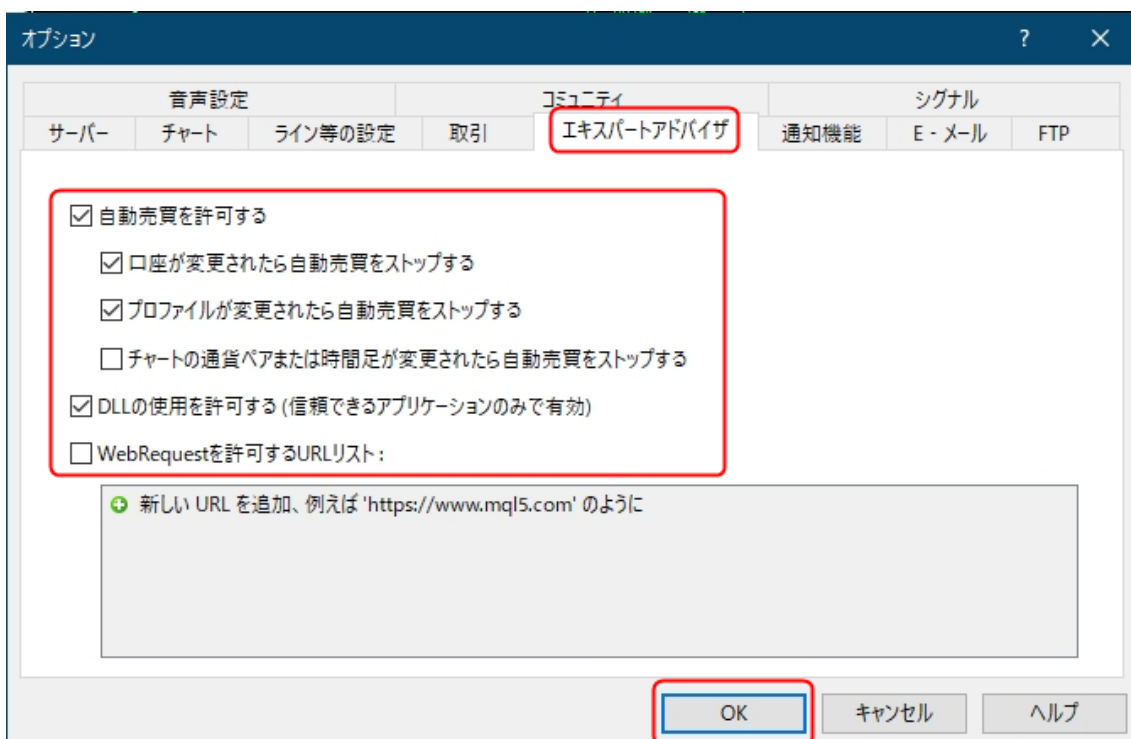 オプション
?
音声設定 コミュニティ シグナル
サーバー チャート ライン等の設定 取引 エキスパートアドバイザ 通知機能 E - メール FTP
自動売買を許可する
口座が変更されたら自動売買をストップする
プロファイルが変更されたら自動売買をストップする
チャートの通貨ペアまたは時間足が変更されたら自動売買をストップする
DLLの使用を許可する (信頼できるアプリケーションのみで有効)
WebRequestを許可するURLリスト :
新しい URL を追加、例えば 'https://www.mql5.com' のように
OK キャンセル ヘルプ